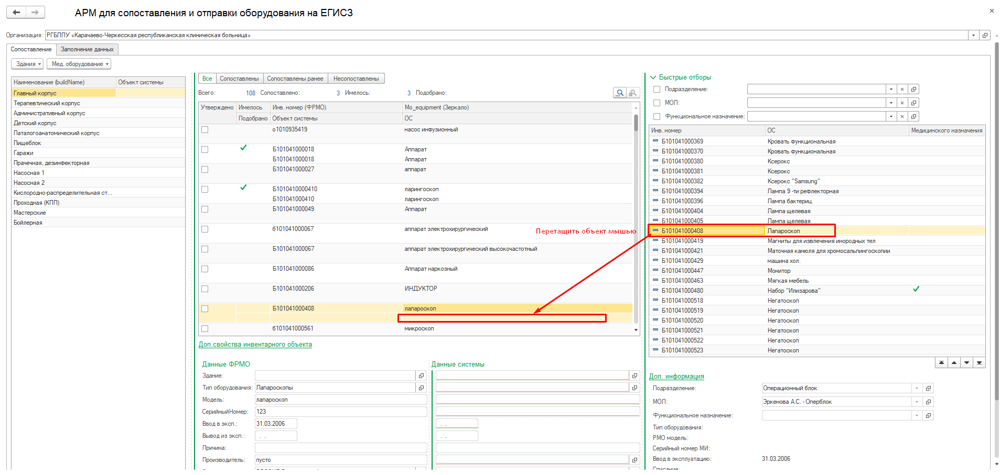 АРМ для сопоставления и отправки оборудования на ЕГИСЗ
Организация: РГБЛПУ «Карачаево-Черкесская республиканская клиническая больница»
Сопоставление Заполнение данных
Здания Мед. оборудование
Наименование (buildName) Объект системы
Главный корпус
Терапевтический корпус
Административный корпус
Детский корпус
Паталогоанатомический корпус
Пищеблок
Гаражи
Прачечная, дезинфекторная
Насосная 1
Насосная 2
Кислородно-распределительная ст...
Проходная (КПП)
Мастерские
Бойлерная
Все Сопоставлены Сопоставлены ранее Несопоставлены
Всего: 108 Сопоставлено: 3 Имелось: 3 Подобрано:
Утверждено Имелось Инв. номер (ФРМО) Mo_equipment (Зеркало)
Подобрано Объект системы ОС
о1010935419 насос инфузионный
Б101041000018 Аппарат
Б101041000018 Аппарат
Б101041000027 аппарат
Б1010410000410 ларингоскоп
Б101041000410 ларингоскоп
Б101041000049 Аппарат
б101041000067 аппарат электрохирургический
Б101041000067 аппарат электрохирургический высокочастотный
Б101041000086 Аппарат наркозный
Б101041000206 ИНДУКТОР
Б101041000408 лапароскоп
б101041000561 микроскоп
Перетащить объект мышью
Доп.свойства инвентарного объекта
Данные ФРМО Данные системы
Здание:
Тип оборудования: Лапароскопы
Модель: лапароскоп
СерийныйНомер: 123
Ввод в эксп.: 31.03.2006 . .
Вывод из эксп.: . . . .
Причина:
Производитель: пусто
Быстрые отборы
Подразделение:
МОЛ:
Функциональное назначение:
Инв. номер ОС Медицинского назначения
Б101041000369 Кровать функциональная
Б101041000370 Кровать функциональная
Б101041000380 Ксерокс
Б101041000381 Ксерокс
Б101041000382 Ксерокс "Samsung"
Б101041000394 Лампа 9 -ти рефлекторная
Б101041000396 Лампа бактериц.
Б101041000404 Лампа щелевая
Б101041000405 Лампа щелевая
Б101041000408 Лапароскоп
Б101041000419 Магниты для извлечения инородных тел
Б101041000421 Маточная канюля для хромосальпингоскопии
Б101041000429 машина хол.
Б101041000447 Монитор
Б101041000463 Мягкая мебель
Б101041000480 Набор "Илизарова"
Б101041000518 Негатоскоп
Б101041000519 Негатоскоп
Б101041000520 Негатоскоп
Б101041000521 Негатоскоп
Б101041000522 Негатоскоп
Б101041000523 Негатоскоп
Доп. информация
Подразделение: Операционный блок
МОЛ: Эркенова А.С. - Оперблок
Функциональное назначение:
Тип оборудования:
РМО модель:
Серийный номер МИ:
Ввод в эксплуатацию: 31.03.2006
Описание: